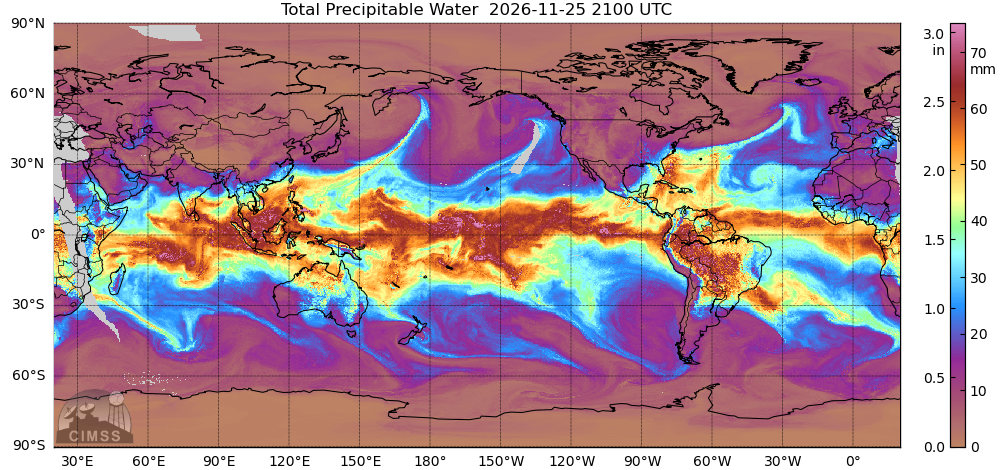 Total Precipitable Water  2026-11-25 2100 UTC
90°N
60°N
30°N
0°
30°S
60°S
90°S
30°E
60°E
90°E
120°E
150°E
180°
150°W
120°W
90°W
60°W
30°W
0°
3.0
in
2.5
2.0
1.5
1.0
0.5
0.0
70
mm
60
50
40
30
20
10
0
CIMSS